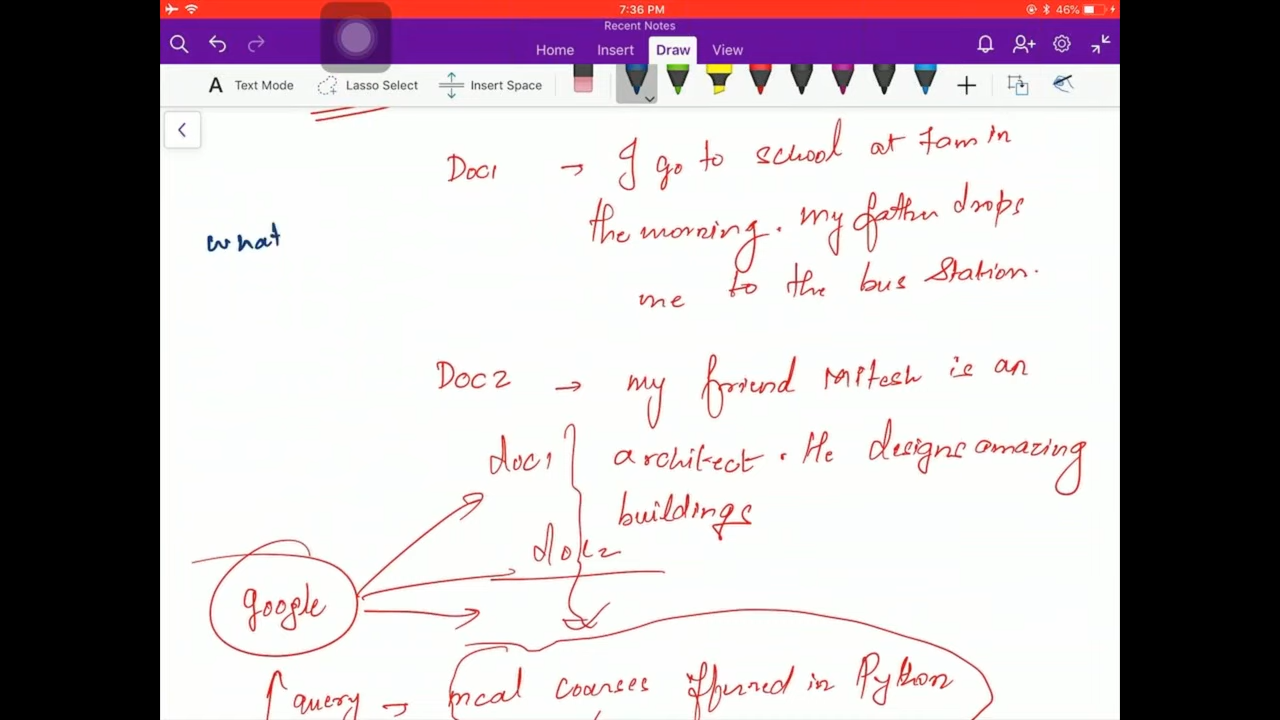 7:36 PM
46%
Recent Notes
Home Insert Draw View
Text Mode Lasso Select Insert Space
Doc1 → I go to school at 7am in
the morning. my father drops
me to the bus station.
what
Doc2 → my friend Mitesh is an
architect. He designs amazing
buildings
doc1
doc2
google
query → courses offerred in Python